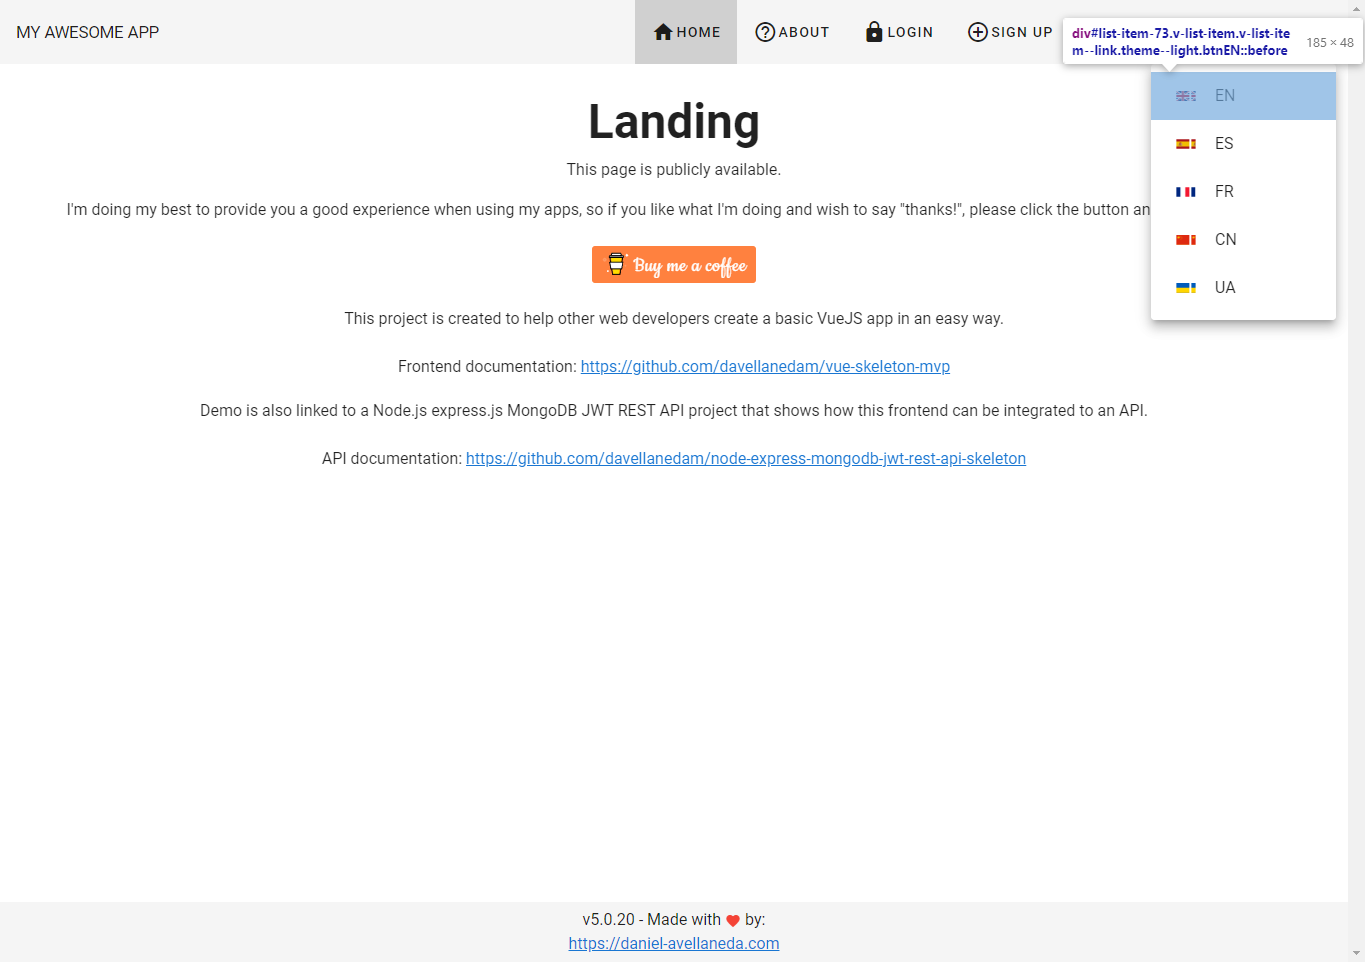 MY AWESOME APP
HOME
ABOUT
LOGIN
SIGN UP
div#list-item-73.v-list-item.v-list-ite
m--link.theme--light.btnEN::before
185 × 48
EN
ES
FR
CN
UA
Landing
This page is publicly available.
I'm doing my best to provide you a good experience when using my apps, so if you like what I'm doing and wish to say "thanks!", please click the button an
Buy me a coffee
This project is created to help other web developers create a basic VueJS app in an easy way.
Frontend documentation: https://github.com/davellanedam/vue-skeleton-mvp
Demo is also linked to a Node.js express.js MongoDB JWT REST API project that shows how this frontend can be integrated to an API.
API documentation: https://github.com/davellanedam/node-express-mongodb-jwt-rest-api-skeleton
v5.0.20 - Made with ❤ by:
https://daniel-avellaneda.com